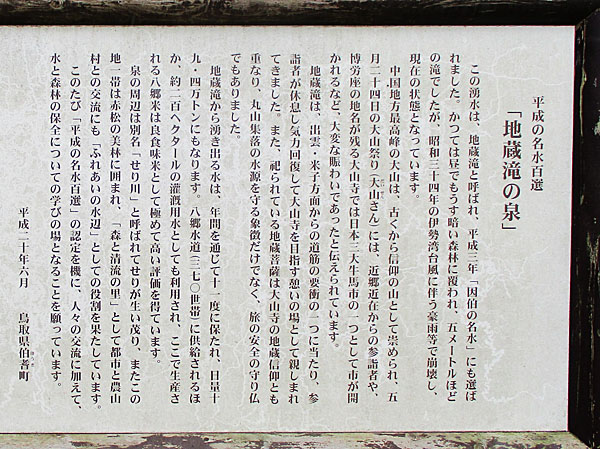 平成の名水百選
「地蔵滝の泉」
この湧水は、地蔵滝と呼ばれ、平成三年「因伯の名水」にも選ば
れました。かつては昼でもうす暗い森林に覆われ、五メートルほど
の滝でしたが、昭和三十四年の伊勢湾台風に伴う豪雨等で崩壊し、
現在の状態となっています。
中国地方最高峰の大山は、古くから信仰の山として崇められ、五
月二十四日の大山祭り「大山さん」には、近郷近在からの参詣者や、
博労座の地名が残る大山寺では日本三大牛馬市の一つとして市が開
かれるなど、大変な賑わいであったと伝えられています。
地蔵滝は、出雲・米子方面からの道筋の要衝の一つに当たり、参
詣者が休息し気力回復して大山寺を目指す憩いの場として親しまれ
てきました。また、祀られている地蔵菩薩は大山寺の地蔵信仰とも
重なり、丸山集落の水源を守る象徴だけでなく、旅の安全の守り仏
でもありました。
地蔵滝から湧き出る水は、年間を通じて十一度に保たれ、日量十
九・四万トンにもなります。八郷水道(三七〇世帯)に供給されるほ
か、約二百ヘクタールの灌漑用水としても利用され、ここで生産さ
れる八郷米は良食味米として極めて高い評価を得ています。
泉の周辺は別名「せり川」と呼ばれてせりが生い茂り、またこの
地一帯は赤松の美林に囲まれ、「森と清流の里」として都市と農山
村との交流にも「ふれあいの水辺」としての役割を果たしています。
このたび「平成の名水百選」の認定を機に、人々の交流に加えて、
水と森林の保全についての学びの場となることを願っています。
平成二十年六月 鳥取県伯耆町